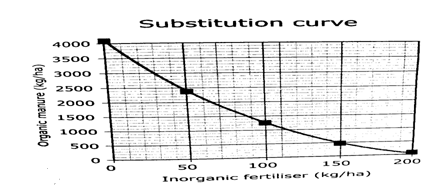 Substitution curve
Organic manure (kg/ha)
4000
3500
3000
2500
2000
1500
1000
500
0
0 50 100 150 200
Inorganic fertiliser (kg/ha)